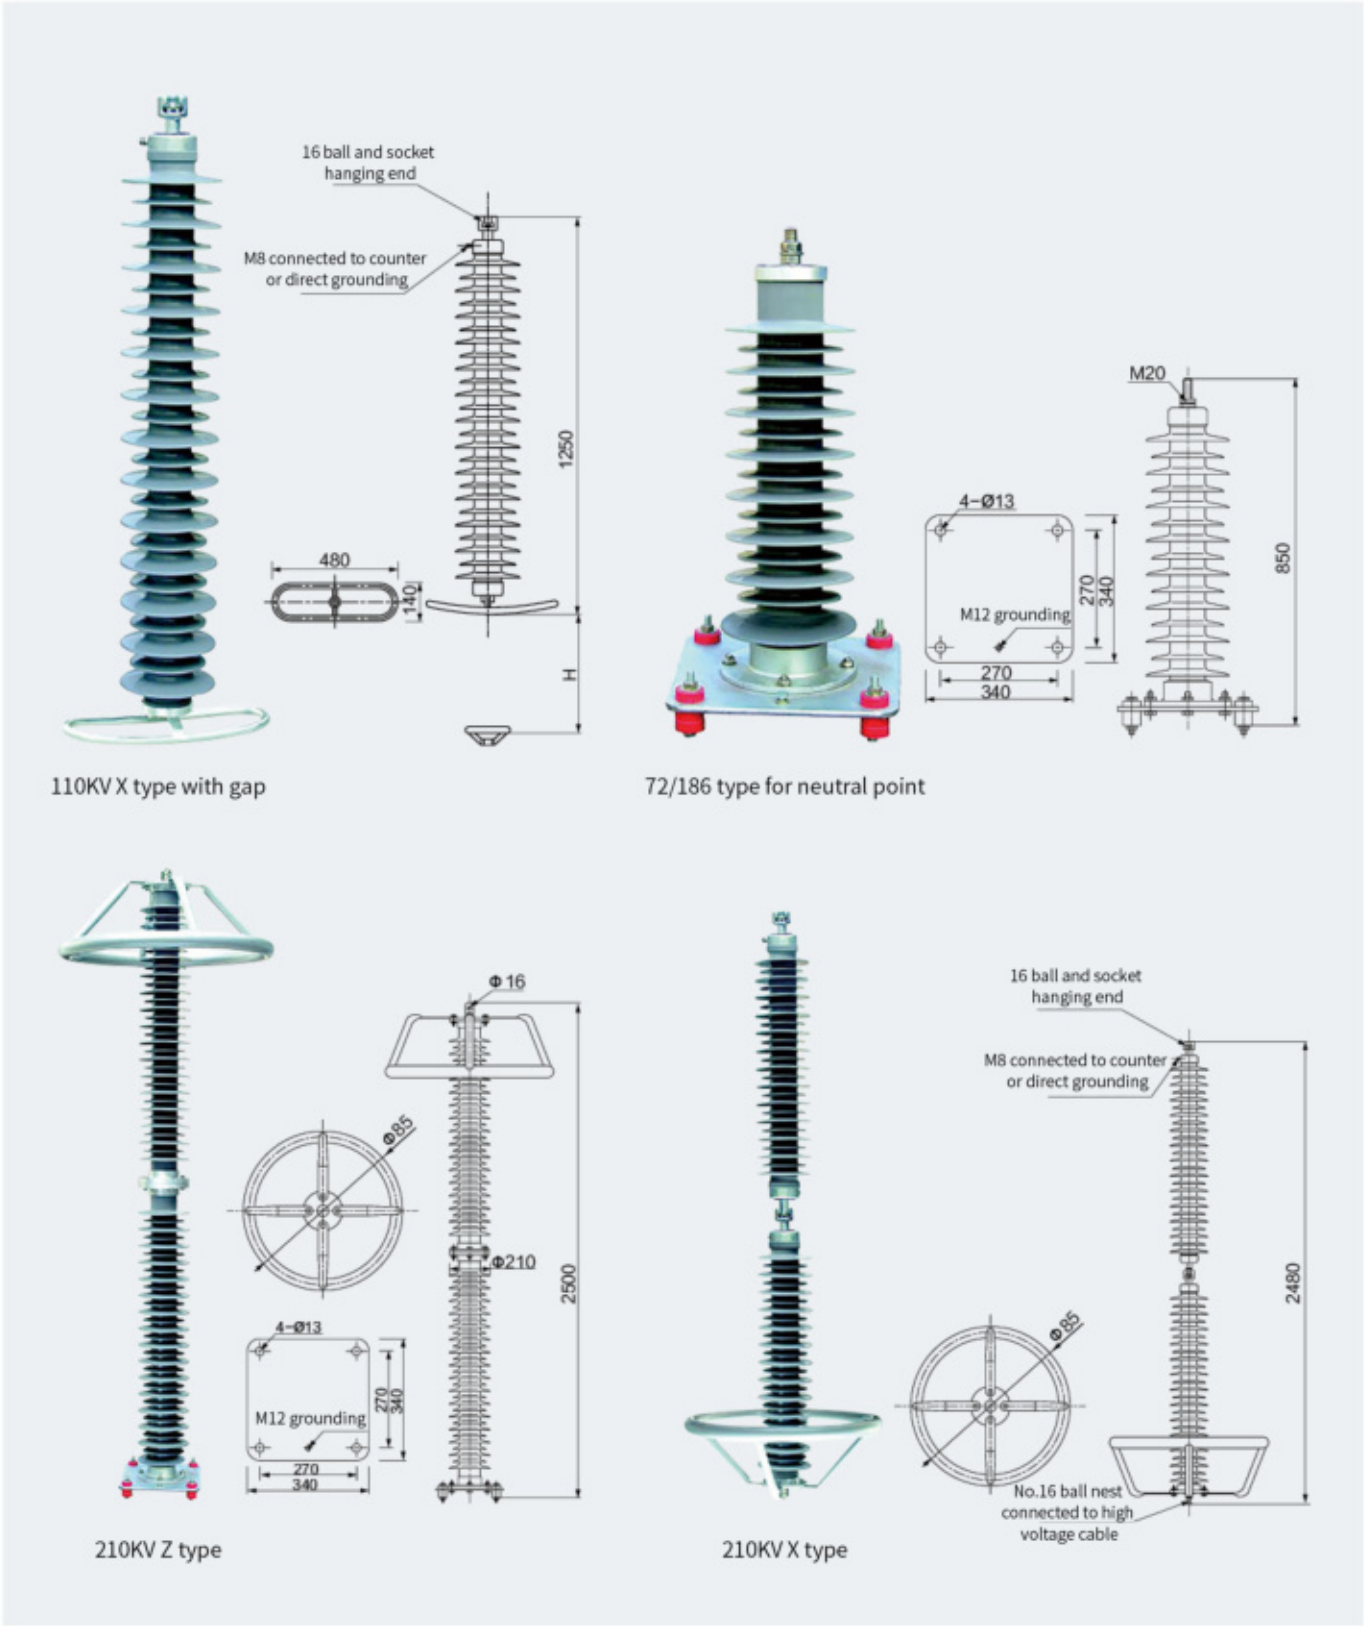 16 ball and socket
hanging end
M8 connected to counter
or direct grounding
1250
480
140
H
110KV X type with gap
M20
4-Ø13
850
270
340
M12 grounding
270
340
72/186 type for neutral point
Φ16
Φ85
Φ210
2500
4-Ø13
270
340
M12 grounding
270
340
210KV Z type
16 ball and socket
hanging end
M8 connected to counter
or direct grounding
2480
Φ85
No.16 ball nest
connected to high
voltage cable
210KV X type